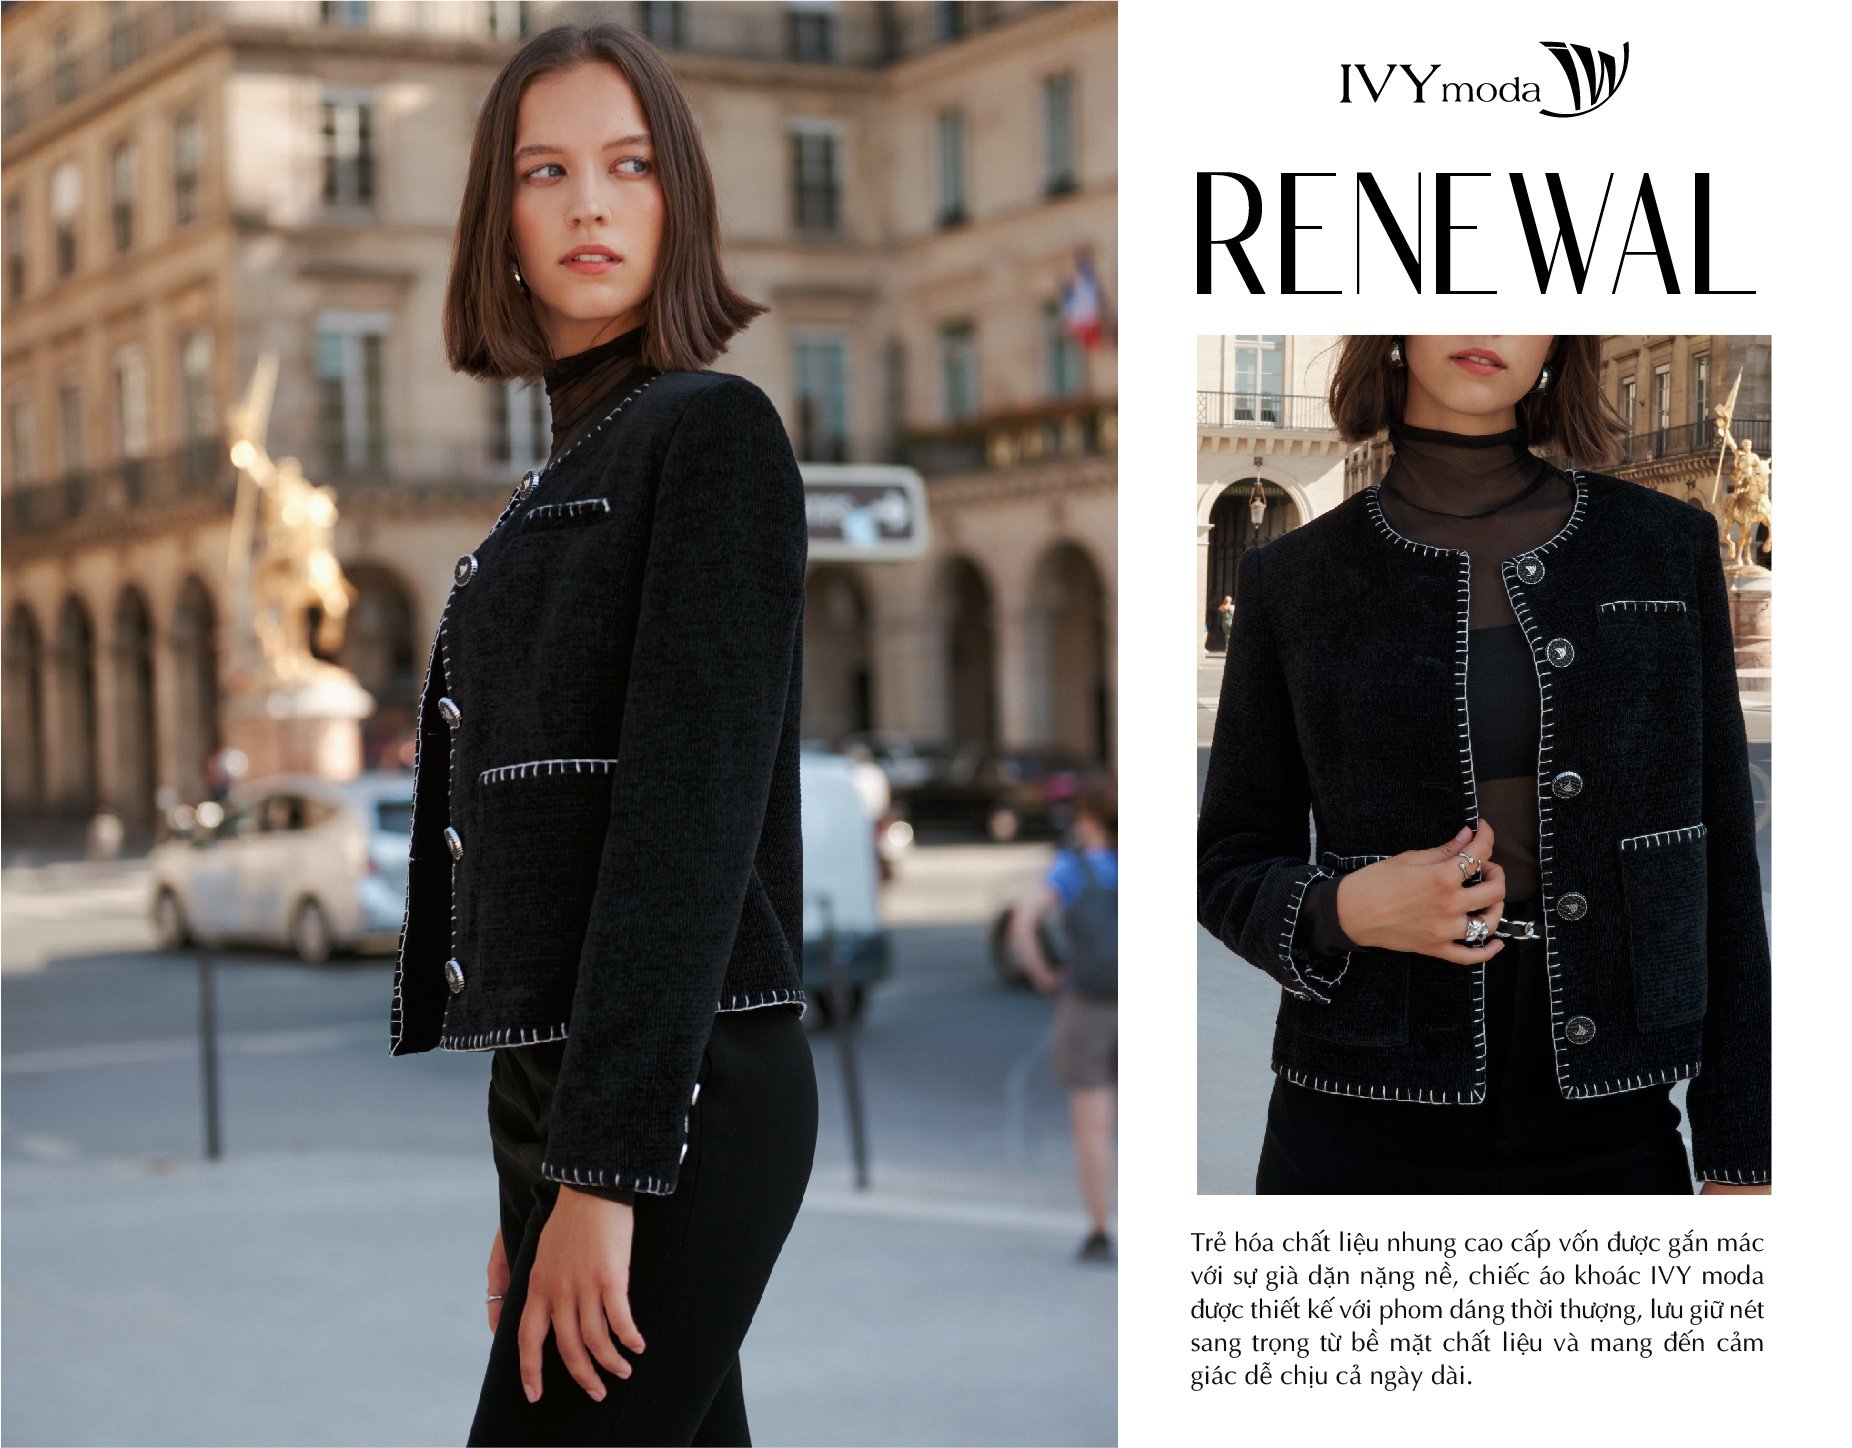 IVY moda
RENEWAL
Trẻ hóa chất liệu nhung cao cấp vốn được gắn mác
với sự già dặn nặng nề, chiếc áo khoác IVY moda
được thiết kế với phom dáng thời thượng, lưu giữ nét
sang trọng từ bề mặt chất liệu và mang đến cảm
giác dễ chịu cả ngày dài.